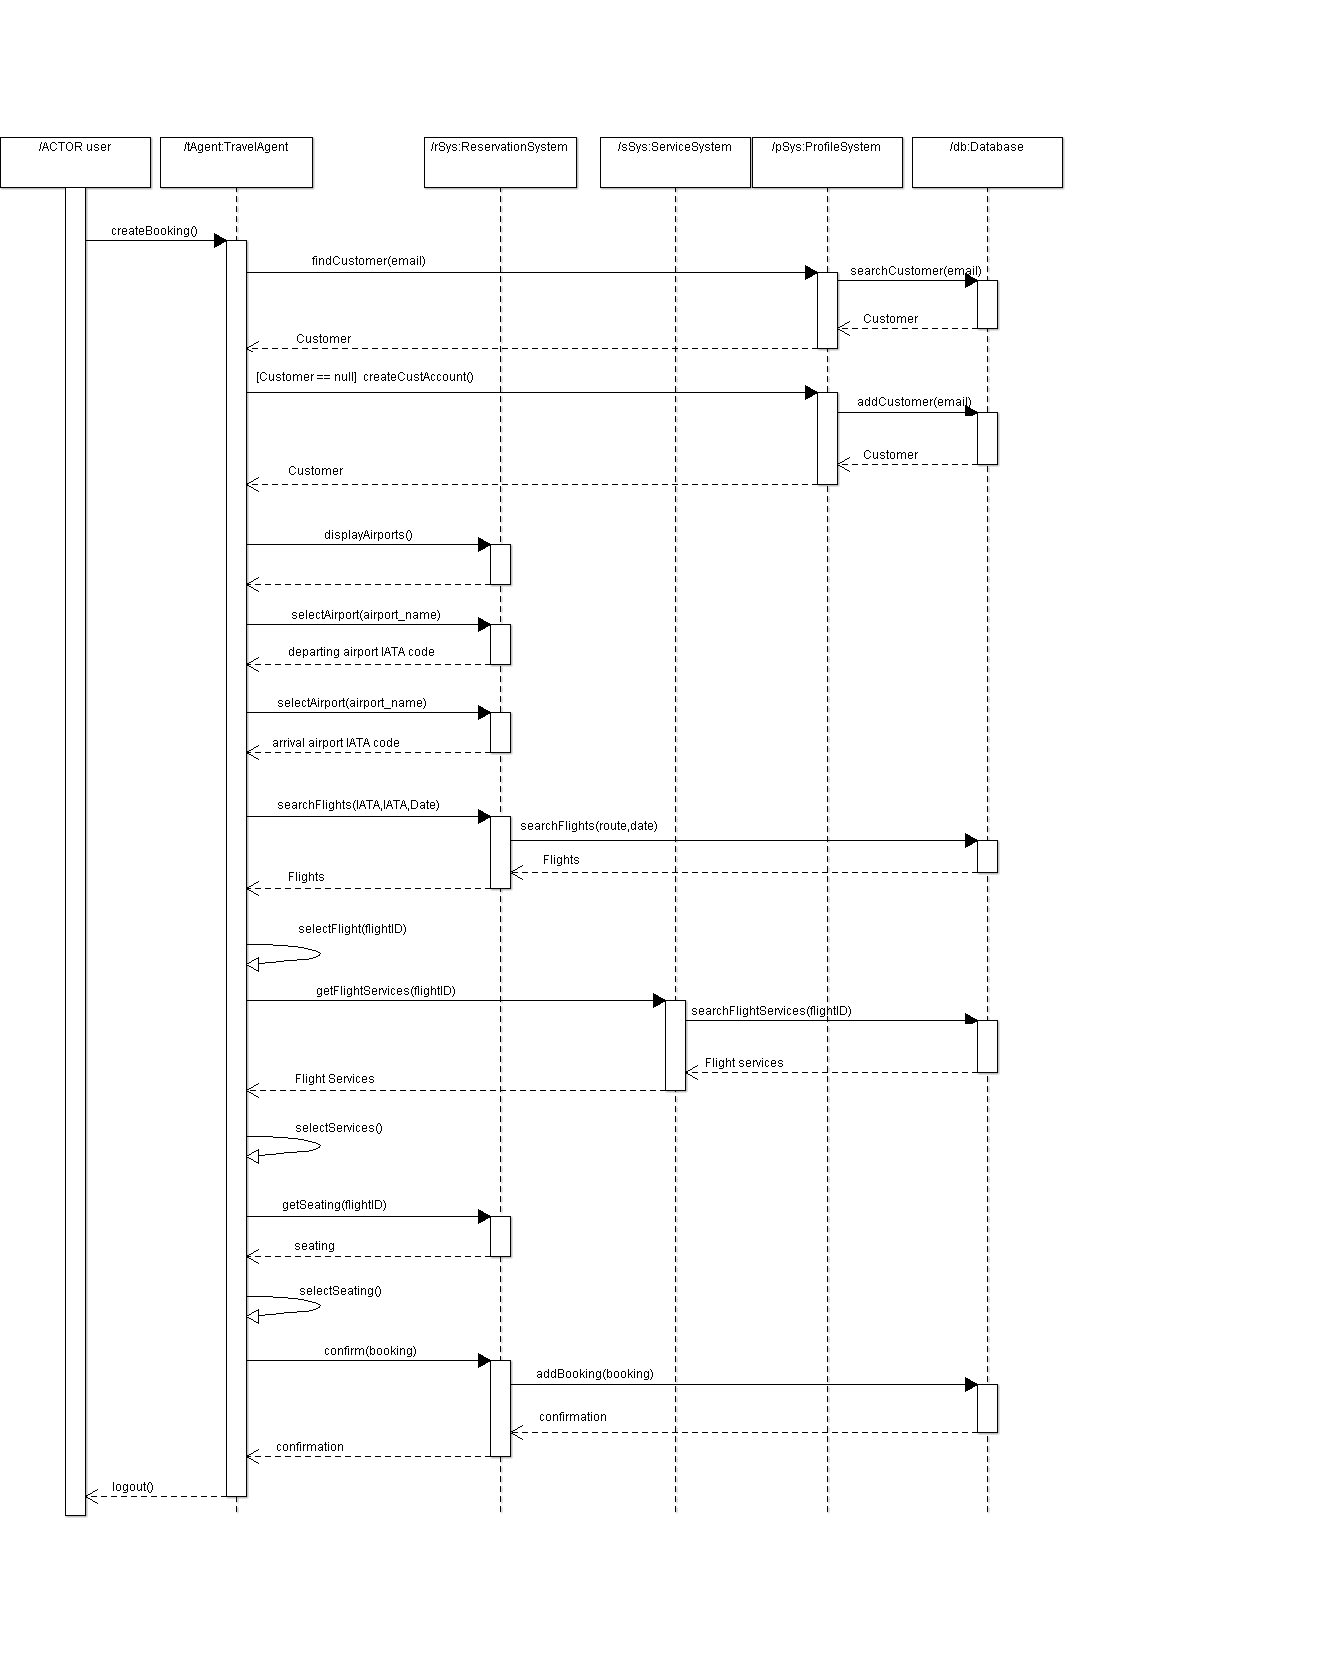 /ACTOR user
/tAgent:TravelAgent
/rSys:ReservationSystem
/sSys:ServiceSystem
/pSys:ProfileSystem
/db:Database
createBooking()
findCustomer(email)
searchCustomer(email)
Customer
Customer
[Customer == null]  createCustAccount()
addCustomer(email)
Customer
Customer
displayAirports()
selectAirport(airport_name)
departing airport IATA code
selectAirport(airport_name)
arrival airport IATA code
searchFlights(IATA,IATA,Date)
searchFlights(route,date)
Flights
Flights
selectFlight(flightID)
getFlightServices(flightID)
searchFlightServices(flightID)
Flight services
Flight Services
selectServices()
getSeating(flightID)
seating
selectSeating()
confirm(booking)
addBooking(booking)
confirmation
confirmation
logout()